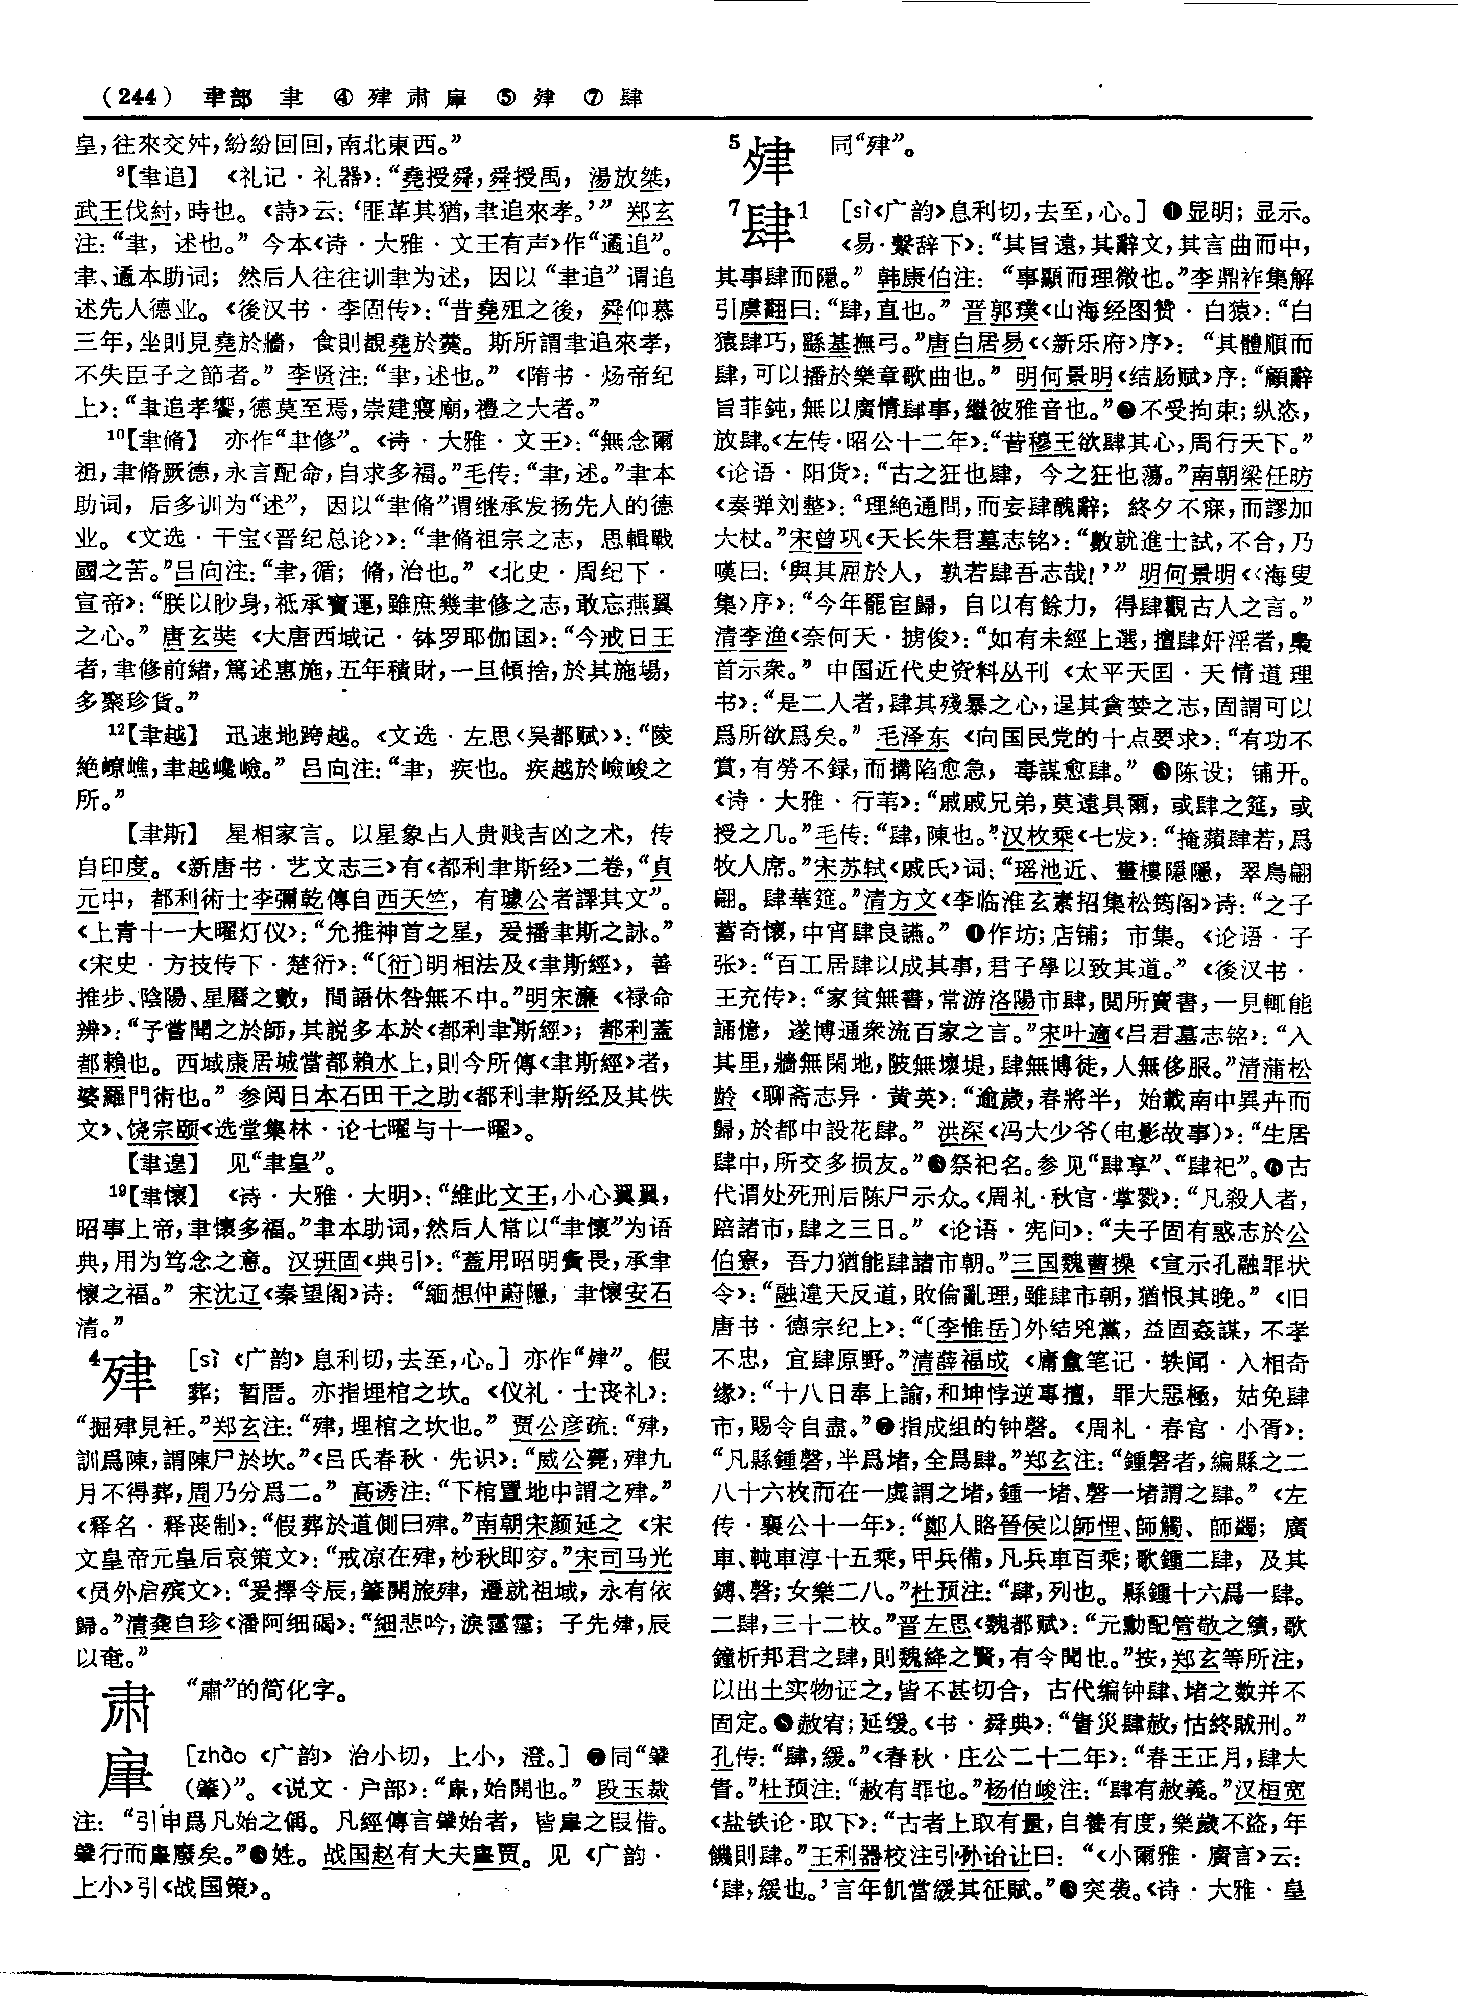 （244） 聿部 聿 ④肂肃肁 ⑤肂 ⑦肆
皇，往來交舛，紛紛回回，南北東西。”
⁹【聿追】 《礼记·礼器》：“堯授舜，舜授禹，湯放桀，
武王伐紂，時也。《詩》云：‘匪革其猶，聿追來孝。’” 郑玄
注：“聿，述也。” 今本《诗·大雅·文王有声》作“遹追”。
聿、遹本助词；然后人往往训聿为述，因以“聿追”谓追
述先人德业。《後汉书·李固传》：“昔堯殂之後，舜仰慕
三年，坐則見堯於牆，食則覩堯於羹。斯所謂聿追來孝，
不失臣子之節者。” 李贤注：“聿，述也。”《隋书·炀帝纪
上》：“聿追孝饗，德莫至焉，崇建寢廟，禮之大者。”
¹⁰【聿脩】 亦作“聿修”。《诗·大雅·文王》：“無念爾
祖，聿脩厥德，永言配命，自求多福。”毛传：“聿，述。”聿本
助词，后多训为“述”，因以“聿脩”谓继承发扬先人的德
业。《文选·干宝〈晋纪总论〉》：“聿脩祖宗之志，思輯戰
國之苦。”吕向注：“聿，循；脩，治也。”《北史·周纪下·
宣帝》：“朕以眇身，祗承寶運，雖庶幾聿修之志，敢忘燕翼
之心。” 唐玄奘《大唐西域记·钵罗耶伽国》：“今戒日王
者，聿修前緒，篤述惠施，五年積財，一旦傾捨，於其施場，
多聚珍貨。”
¹²【聿越】 迅速地跨越。《文选·左思〈吴都赋〉》：“陵
絶嶛嶕，聿越巉險。” 吕向注：“聿，疾也。疾越於嶮峻之
所。”
【聿斯】 星相家言。以星象占人贵贱吉凶之术，传
自印度。《新唐书·艺文志三》有《都利聿斯经》二卷，“貞
元中，都利術士李彌乾傳自西天竺，有璩公者譯其文”。
《上青十一大曜灯仪》：“允推神首之星，爰播聿斯之詠。”
《宋史·方技传下·楚衍》：“〔衍〕明相法及《聿斯經》，善
推步、陰陽、星曆之數，間語休咎無不中。”明宋濂《禄命
辨》：“予嘗聞之於師，其説多本於《都利聿斯經》；都利蓋
都賴也。西域康居城當都賴水上，則今所傳《聿斯經》者，
婆羅門術也。” 参阅日本石田干之助《都利聿斯经及其佚
文》、饶宗颐《选堂集林·论七曜与十一曜》。
【聿遑】 见“聿皇”。
¹⁹【聿懷】 《诗·大雅·大明》：“維此文王，小心翼翼，
昭事上帝，聿懷多福。”聿本助词，然后人常以“聿懷”为语
典，用为笃念之意。汉班固《典引》：“蓋用昭明寅畏，承聿
懷之福。” 宋沈辽《秦望阁》诗：“緬想仲蔚隱，聿懷安石
清。”
⁴肂 ［sì《广韵》息利切，去至，心。］亦作“肂”。假
葬；暂厝。亦指埋棺之坎。《仪礼·士丧礼》：
“掘肂見衽。”郑玄注：“肂，埋棺之坎也。” 贾公彦疏：“肂，
訓爲陳，謂陳尸於坎。”《吕氏春秋·先识》：“威公薨，肂九
月不得葬，周乃分爲二。” 高诱注：“下棺置地中謂之肂。”
《释名·释丧制》：“假葬於道側曰肂。”南朝宋颜延之《宋
文皇帝元皇后哀策文》：“戒凉在肂，杪秋即穸。”宋司马光
《员外启殡文》：“爰擇令辰，肇開旅肂，遷就祖域，永有依
歸。”清龚自珍《潘阿细碣》：“細悲吟，淚霑霑；子先肂，辰
以奄。”
肃 “肅”的简化字。
肁 ［zhào《广韵》治小切，上小，澄。］❶同“肇
（肈）”。《说文·户部》：“肁，始開也。” 段玉裁
注：“引申爲凡始之偁。凡經傳言肇始者，皆肁之叚借。
肇行而肁廢矣。”❷姓。战国赵有大夫肁贾。见《广韵·
上小》引《战国策》。
⁵肂 同“肂”。
⁷肆¹ ［sì《广韵》息利切，去至，心。］❶显明；显示。
《易·繫辞下》：“其旨遠，其辭文，其言曲而中，
其事肆而隱。” 韩康伯注：“事顯而理微也。”李鼎祚集解
引虞翻曰：“肆，直也。” 晋郭璞《山海经图赞·白猿》：“白
猿肆巧，繇基撫弓。”唐白居易《〈新乐府〉序》：“其體順而
肆，可以播於樂章歌曲也。” 明何景明《结肠赋》序：“顧辭
旨菲鈍，無以廣情肆事，繼彼雅音也。”❷不受拘束；纵恣，
放肆。《左传·昭公十二年》：“昔穆王欲肆其心，周行天下。”
《论语·阳货》：“古之狂也肆，今之狂也蕩。”南朝梁任昉
《奏弹刘整》：“理絶通問，而妄肆醜辭；終夕不寐，而謬加
大杖。”宋曾巩《天长朱君墓志铭》：“數就進士試，不合，乃
嘆曰：‘與其屈於人，孰若肆吾志哉！’” 明何景明《〈海叟
集〉序》：“今年罷宦歸，自以有餘力，得肆觀古人之言。”
清李渔《奈何天·掳俊》：“如有未經上選，擅肆奸淫者，梟
首示衆。” 中国近代史资料丛刊《太平天囯·天情道理
书》：“是二人者，肆其殘暴之心，逞其貪婪之志，固謂可以
爲所欲爲矣。” 毛泽东《向国民党的十点要求》：“有功不
賞，有勞不録，而搆陷愈急，毒謀愈肆。” ❸陈设；铺开。
《诗·大雅·行苇》：“戚戚兄弟，莫遠具爾，或肆之筵，或
授之几。”毛传：“肆，陳也。”汉枚乘《七发》：“掩蘋肆若，爲
牧人席。”宋苏轼《戚氏》词：“瑶池近、畫樓隱隱，翠鳥翩
翩。肆華筵。”清方文《李临淮玄素招集松筠阁》诗：“之子
蓄奇懷，中宵肆良讌。” ❹作坊；店铺；市集。《论语·子
张》：“百工居肆以成其事，君子學以致其道。”《後汉书·
王充传》：“家貧無書，常游洛陽市肆，閲所賣書，一見輒能
誦憶，遂博通衆流百家之言。”宋叶適《吕君墓志铭》：“入
其里，牆無閑地，陂無壞堤，肆無博徒，人無侈服。”清蒲松
龄《聊斋志异·黄英》：“逾歲，春將半，始載南中異卉而
歸，於都中設花肆。” 洪深《冯大少爷（电影故事）》：“生居
肆中，所交多损友。”❺祭祀名。参见“肆享”、“肆祀”。❻古
代谓处死刑后陈尸示众。《周礼·秋官·掌戮》：“凡殺人者，
踣諸市，肆之三日。”《论语·宪问》：“夫子固有惑志於公
伯寮，吾力猶能肆諸市朝。”三国魏曹操《宣示孔融罪状
令》：“融違天反道，敗倫亂理，雖肆市朝，猶恨其晚。”《旧
唐书·德宗纪上》：“〔李惟岳〕外结兇黨，益固姦謀，不孝
不忠，宜肆原野。”清薛福成《庸盦笔记·轶闻·入相奇
缘》：“十八日奉上諭，和珅悖逆專擅，罪大惡極，姑免肆
市，賜令自盡。”❼指成组的钟磬。《周礼·春官·小胥》：
“凡縣鍾磬，半爲堵，全爲肆。”郑玄注：“鍾磬者，编縣之二
八十六枚而在一虡謂之堵，鍾一堵、磬一堵謂之肆。”《左
传·襄公十一年》：“鄭人賂晉侯以師悝、師觸、師蠲；廣
車、軘車淳十五乘，甲兵備，凡兵車百乘；歌鍾二肆，及其
鎛、磬；女樂二八。”杜预注：“肆，列也。縣鍾十六爲一肆。
二肆，三十二枚。”晋左思《魏都赋》：“元勳配管敬之績，歌
鐘析邦君之肆，則魏絳之賢，有令聞也。”按，郑玄等所注，
以出土实物证之，皆不甚切合，古代编钟肆、堵之数并不
固定。❽赦宥；延缓。《书·舜典》：“眚災肆赦，怙終賊刑。”
孔传：“肆，緩。”《春秋·庄公二十二年》：“春王正月，肆大
眚。”杜预注：“赦有罪也。”杨伯峻注：“肆有赦義。”汉桓宽
《盐铁论·取下》：“古者上取有量，自養有度，樂歲不盜，年
饑則肆。”王利器校注引孙诒让曰：“《小爾雅·廣言》云：
‘肆，緩也。’言年飢當緩其征賦。”❾突袭。《诗·大雅·皇